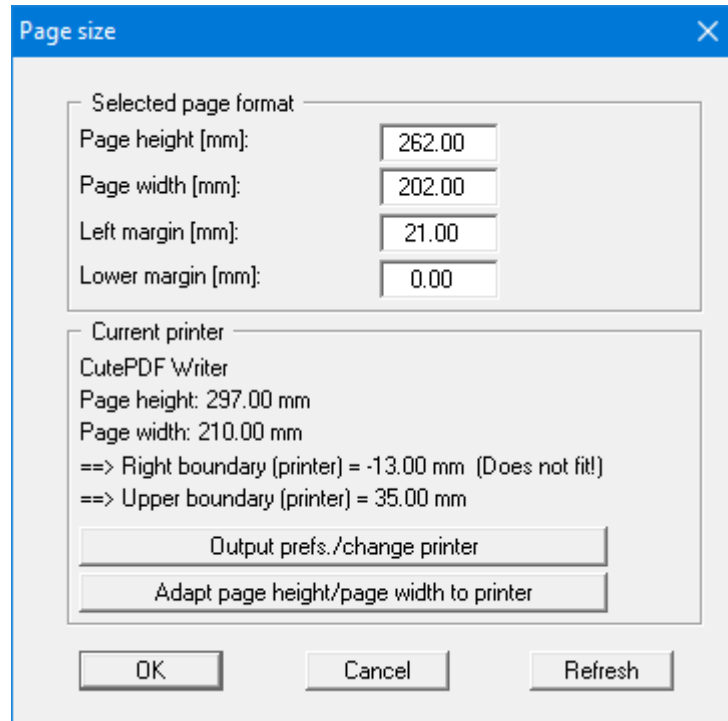 Page size
Selected page format
Page height [mm]: 262.00
Page width [mm]: 202.00
Left margin [mm]: 21.00
Lower margin [mm]: 0.00
Current printer
CutePDF Writer
Page height: 297.00 mm
Page width: 210.00 mm
==> Right boundary (printer) = -13.00 mm (Does not fit!)
==> Upper boundary (printer) = 35.00 mm
Output prefs./change printer
Adapt page height/page width to printer
OK Cancel Refresh